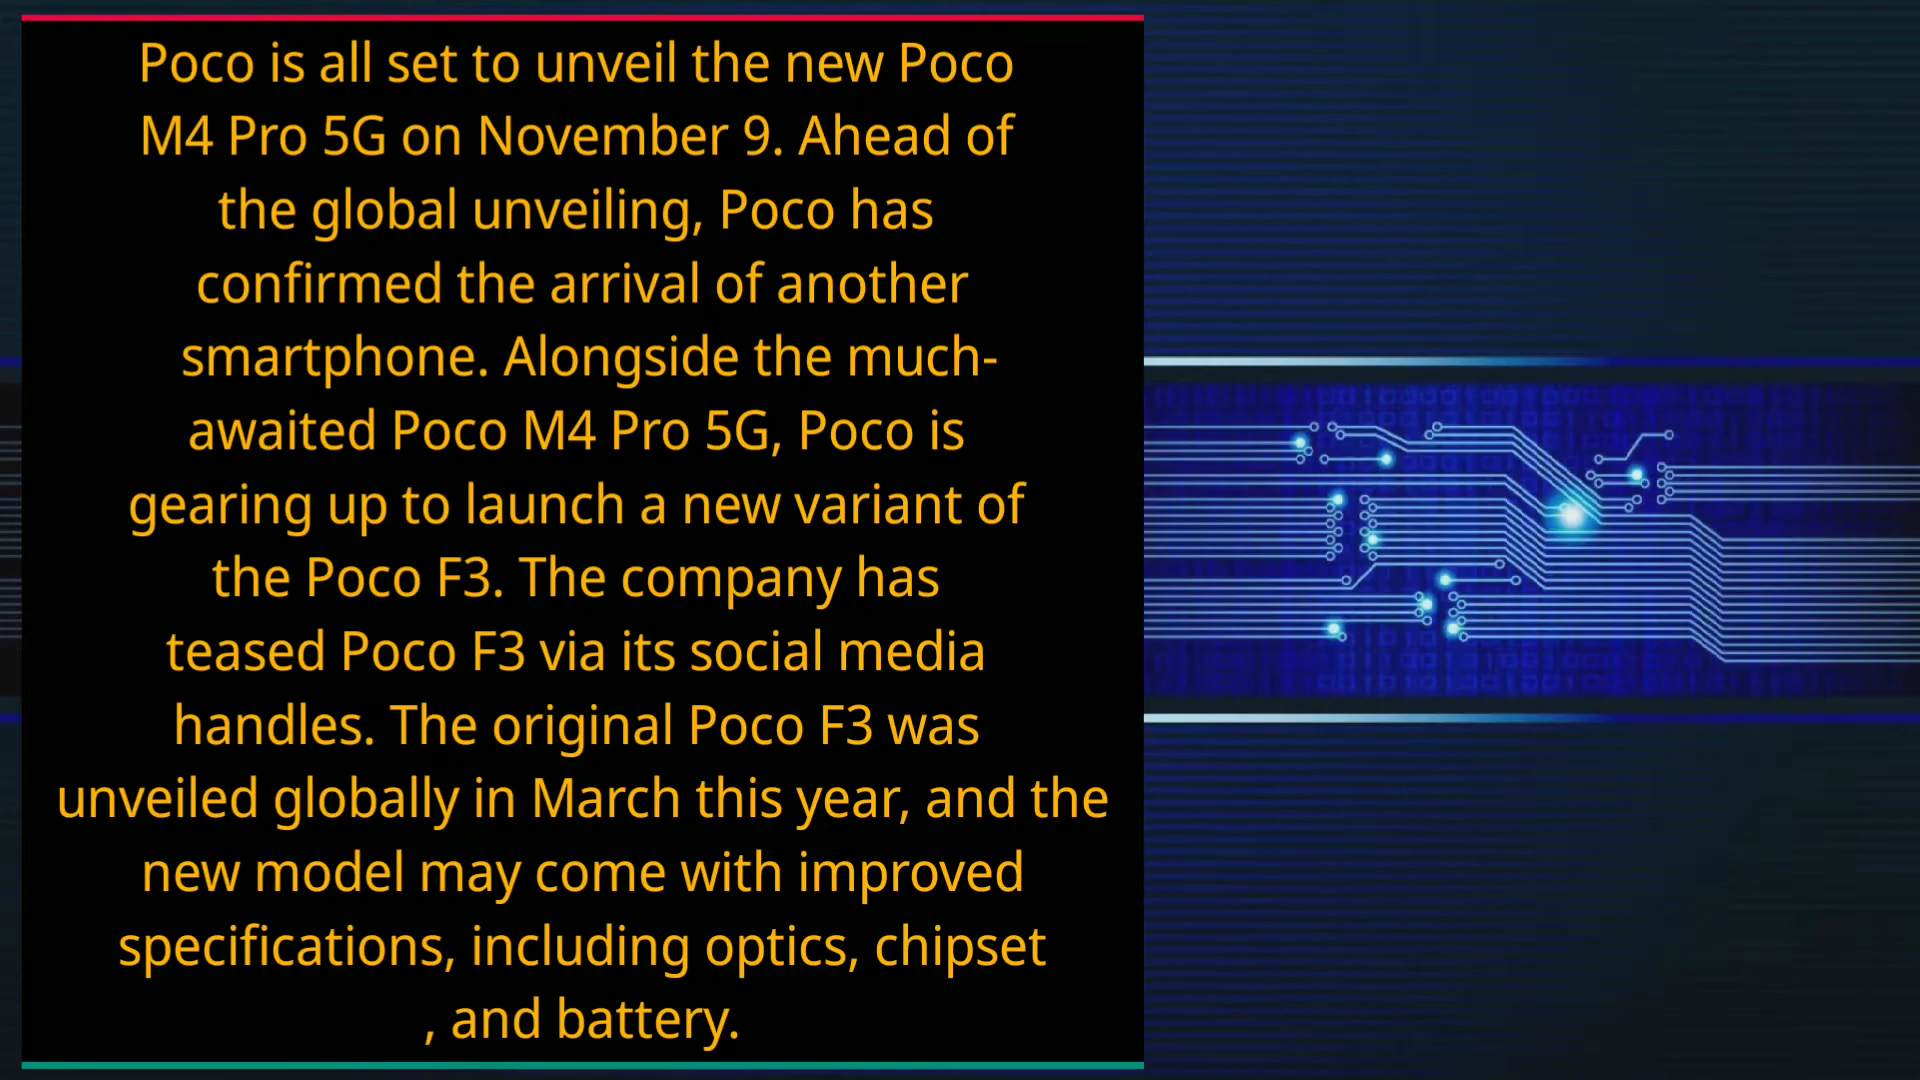 Poco is all set to unveil the new Poco
M4 Pro 5G on November 9. Ahead of
the global unveiling, Poco has
confirmed the arrival of another
smartphone. Alongside the much-
awaited Poco M4 Pro 5G, Poco is
gearing up to launch a new variant of
the Poco F3. The company has
teased Poco F3 via its social media
handles. The original Poco F3 was
unveiled globally in March this year, and the
new model may come with improved
specifications, including optics, chipset
, and battery.